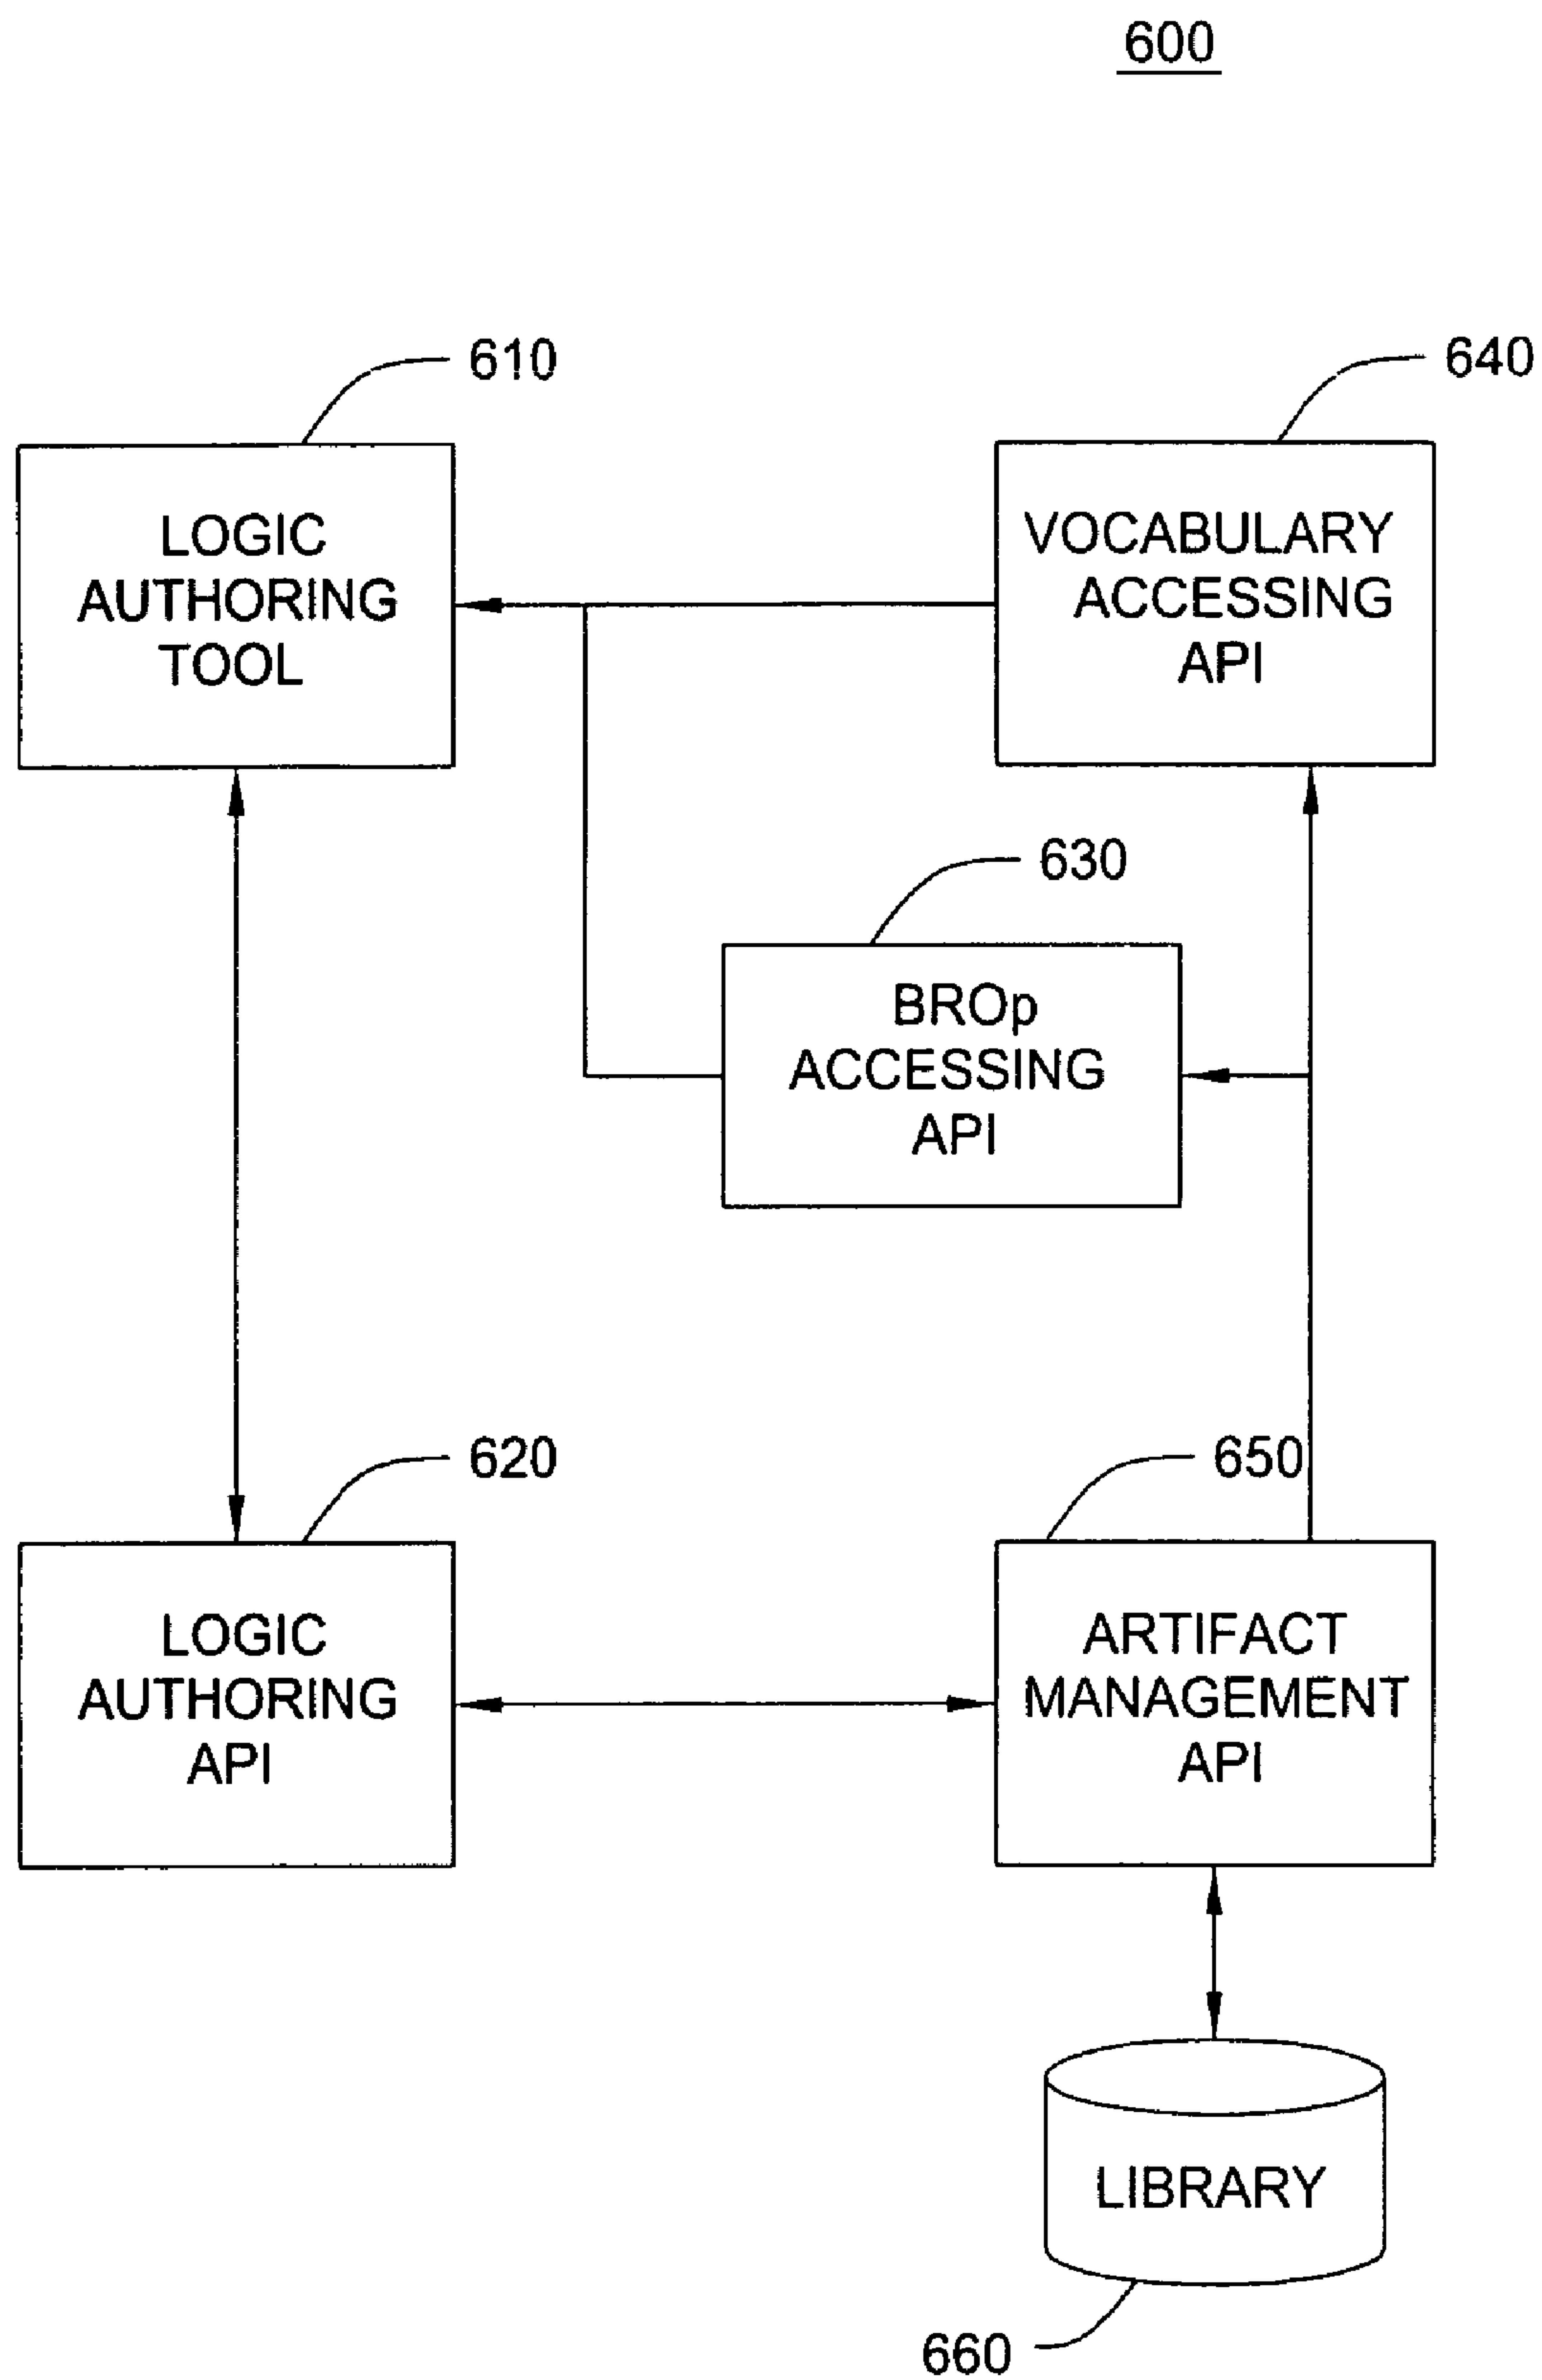 600
610
640
LOGIC
AUTHORING
TOOL
VOCABULARY
ACCESSING
API
630
BROp
ACCESSING
API
620
650
LOGIC
AUTHORING
API
ARTIFACT
MANAGEMENT
API
LIBRARY
660